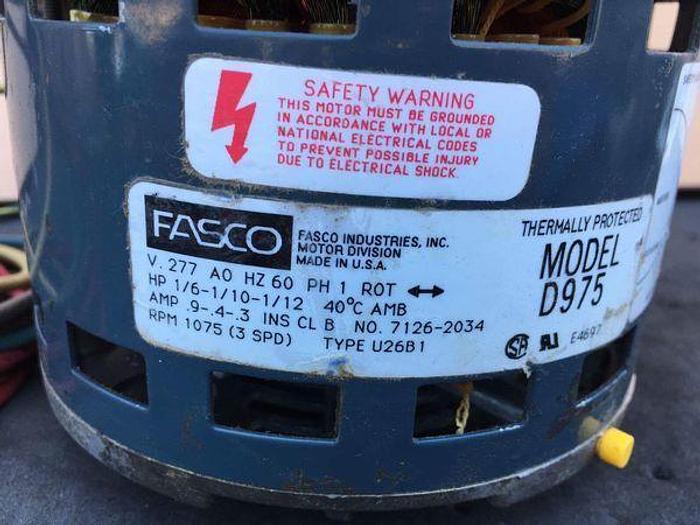 SAFETY WARNING
THIS MOTOR MUST BE GROUNDED
IN ACCORDANCE WITH LOCAL OR
NATIONAL ELECTRICAL CODES
TO PREVENT POSSIBLE INJURY
DUE TO ELECTRICAL SHOCK.
FASCO
FASCO INDUSTRIES, INC.
MOTOR DIVISION
MADE IN U.S.A.
THERMALLY PROTECTED
MODEL
D975
V. 277 AO HZ 60 PH 1 ROT ↔
HP 1/6-1/10-1/12 40°C AMB
AMP .9-.4-.3 INS CL B NO. 7126-2034
RPM 1075 (3 SPD) TYPE U26B1
E4697